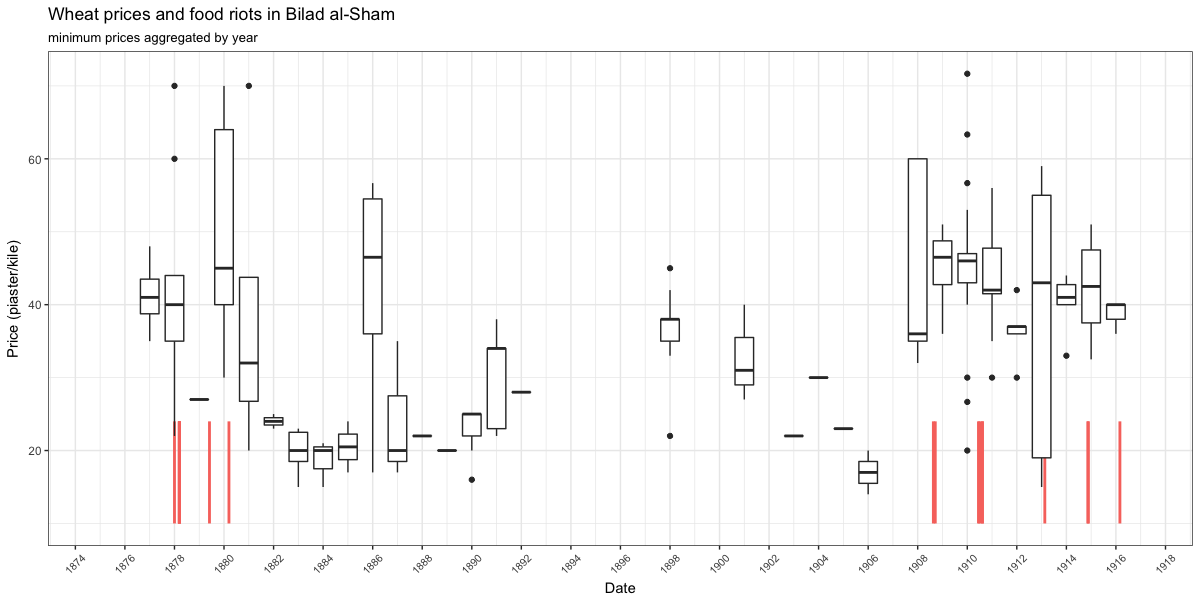 Wheat prices and food riots in Bilad al-Sham
minimum prices aggregated by year
Price (piaster/kile)
60
40
20
1874 1876 1878 1880 1882 1884 1886 1888 1890 1892 1894 1896 1898 1900 1902 1904 1906 1908 1910 1912 1914 1916 1918
Date